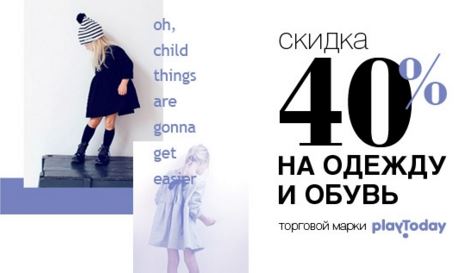 oh,
child
things
are
gonna
get
easier
скидка
40%
НА ОДЕЖДУ
И ОБУВЬ
торговой марки playToday